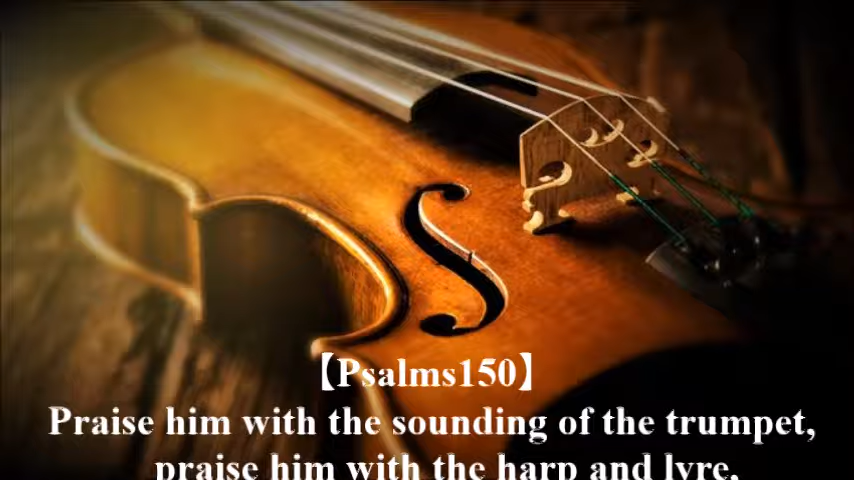 【Psalms150】
Praise him with the sounding of the trumpet,
praise him with the harp and lyre,